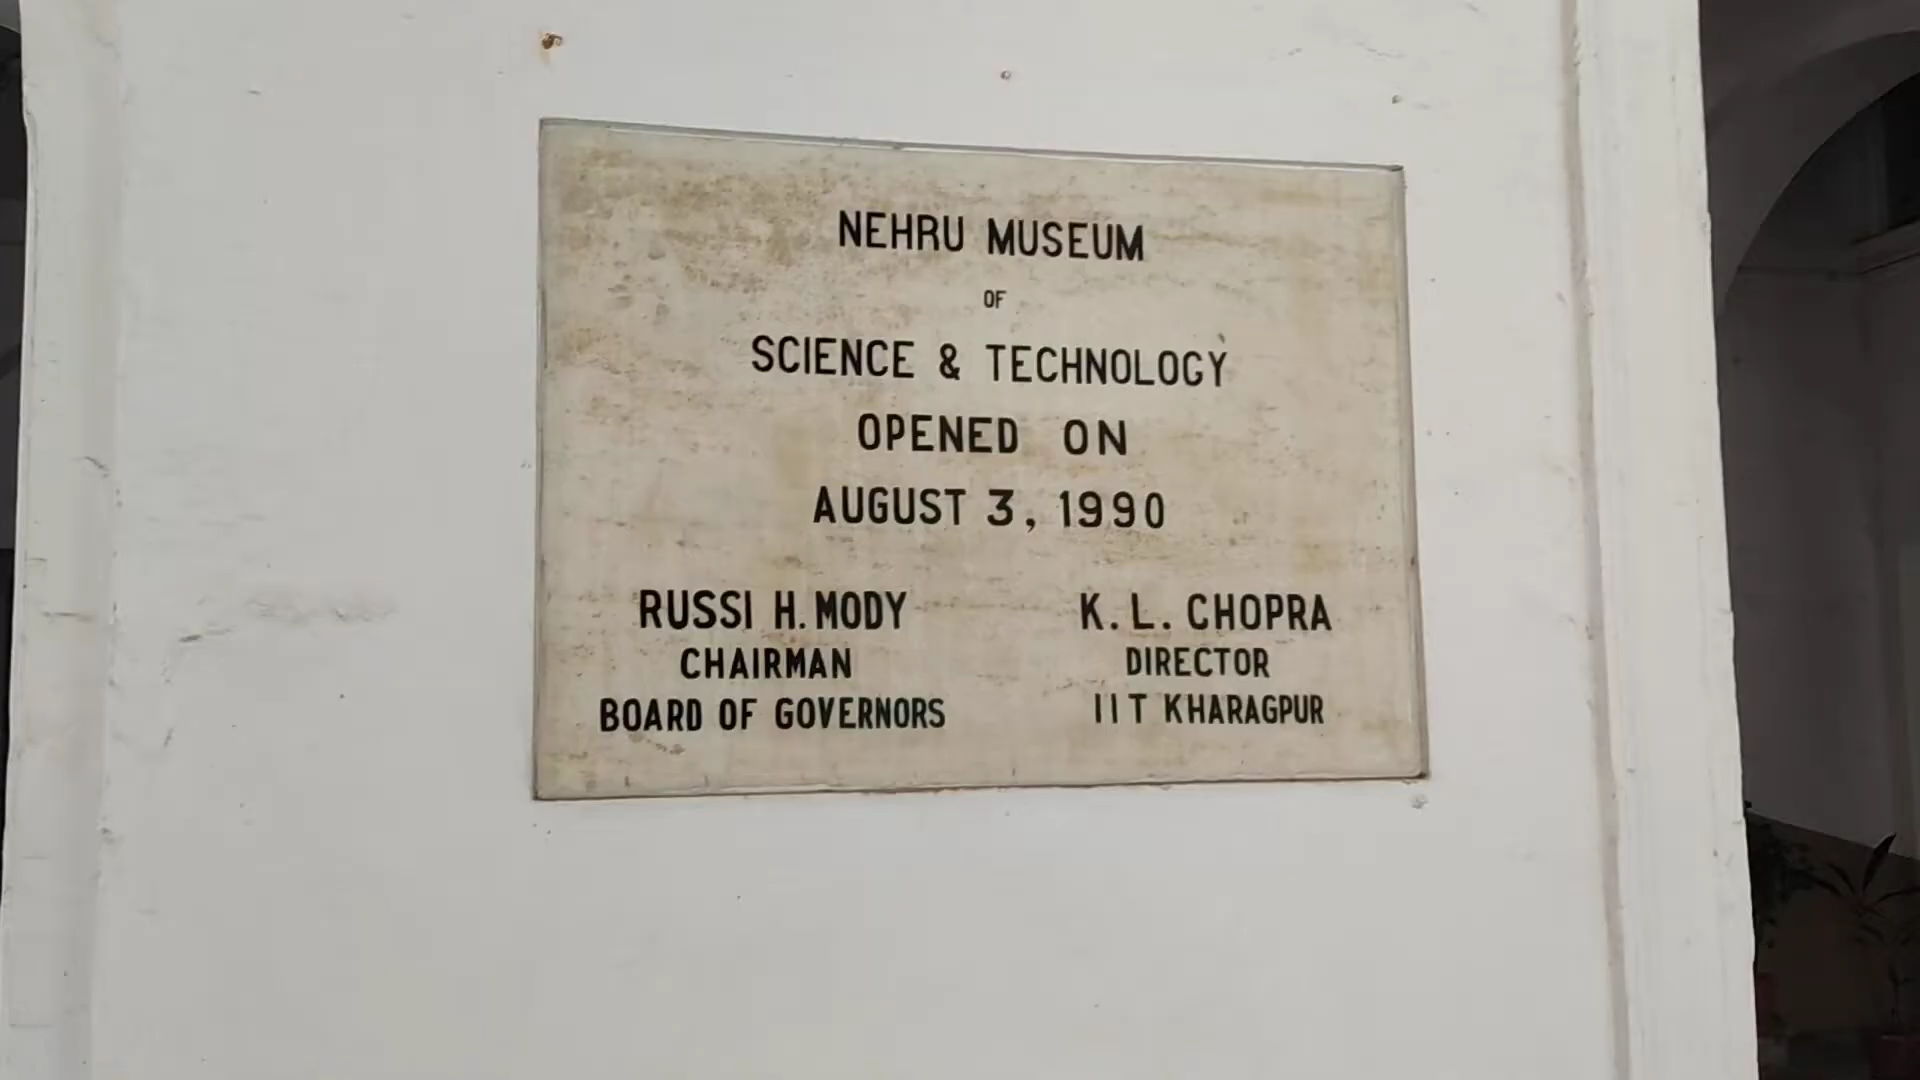 NEHRU MUSEUM
OF
SCIENCE & TECHNOLOGY
OPENED ON
AUGUST 3, 1990
RUSSI H. MODY
CHAIRMAN
BOARD OF GOVERNORS
K. L. CHOPRA
DIRECTOR
IIT KHARAGPUR